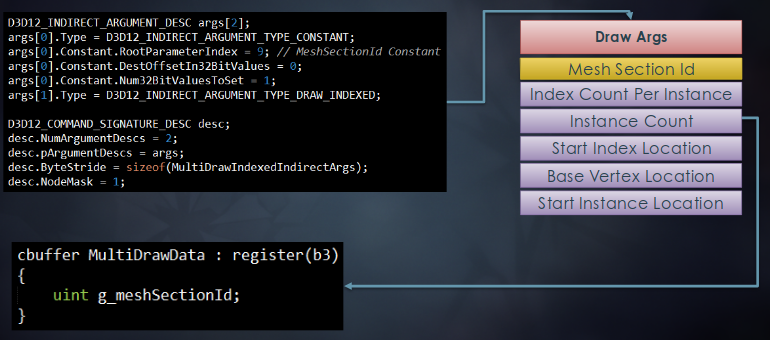 D3D12_INDIRECT_ARGUMENT_DESC args[2];
args[0].Type = D3D12_INDIRECT_ARGUMENT_TYPE_CONSTANT;
args[0].Constant.RootParameterIndex = 9; // MeshSectionId Constant
args[0].Constant.DestOffsetIn32BitValues = 0;
args[0].Constant.Num32BitValuesToSet = 1;
args[1].Type = D3D12_INDIRECT_ARGUMENT_TYPE_DRAW_INDEXED;
D3D12_COMMAND_SIGNATURE_DESC desc;
desc.NumArgumentDescs = 2;
desc.pArgumentDescs = args;
desc.ByteStride = sizeof(MultiDrawIndexedIndirectArgs);
desc.NodeMask = 1;
Draw Args
Mesh Section Id
Index Count Per Instance
Instance Count
Start Index Location
Base Vertex Location
Start Instance Location
cbuffer MultiDrawData : register(b3)
{
uint g_meshSectionId;
}